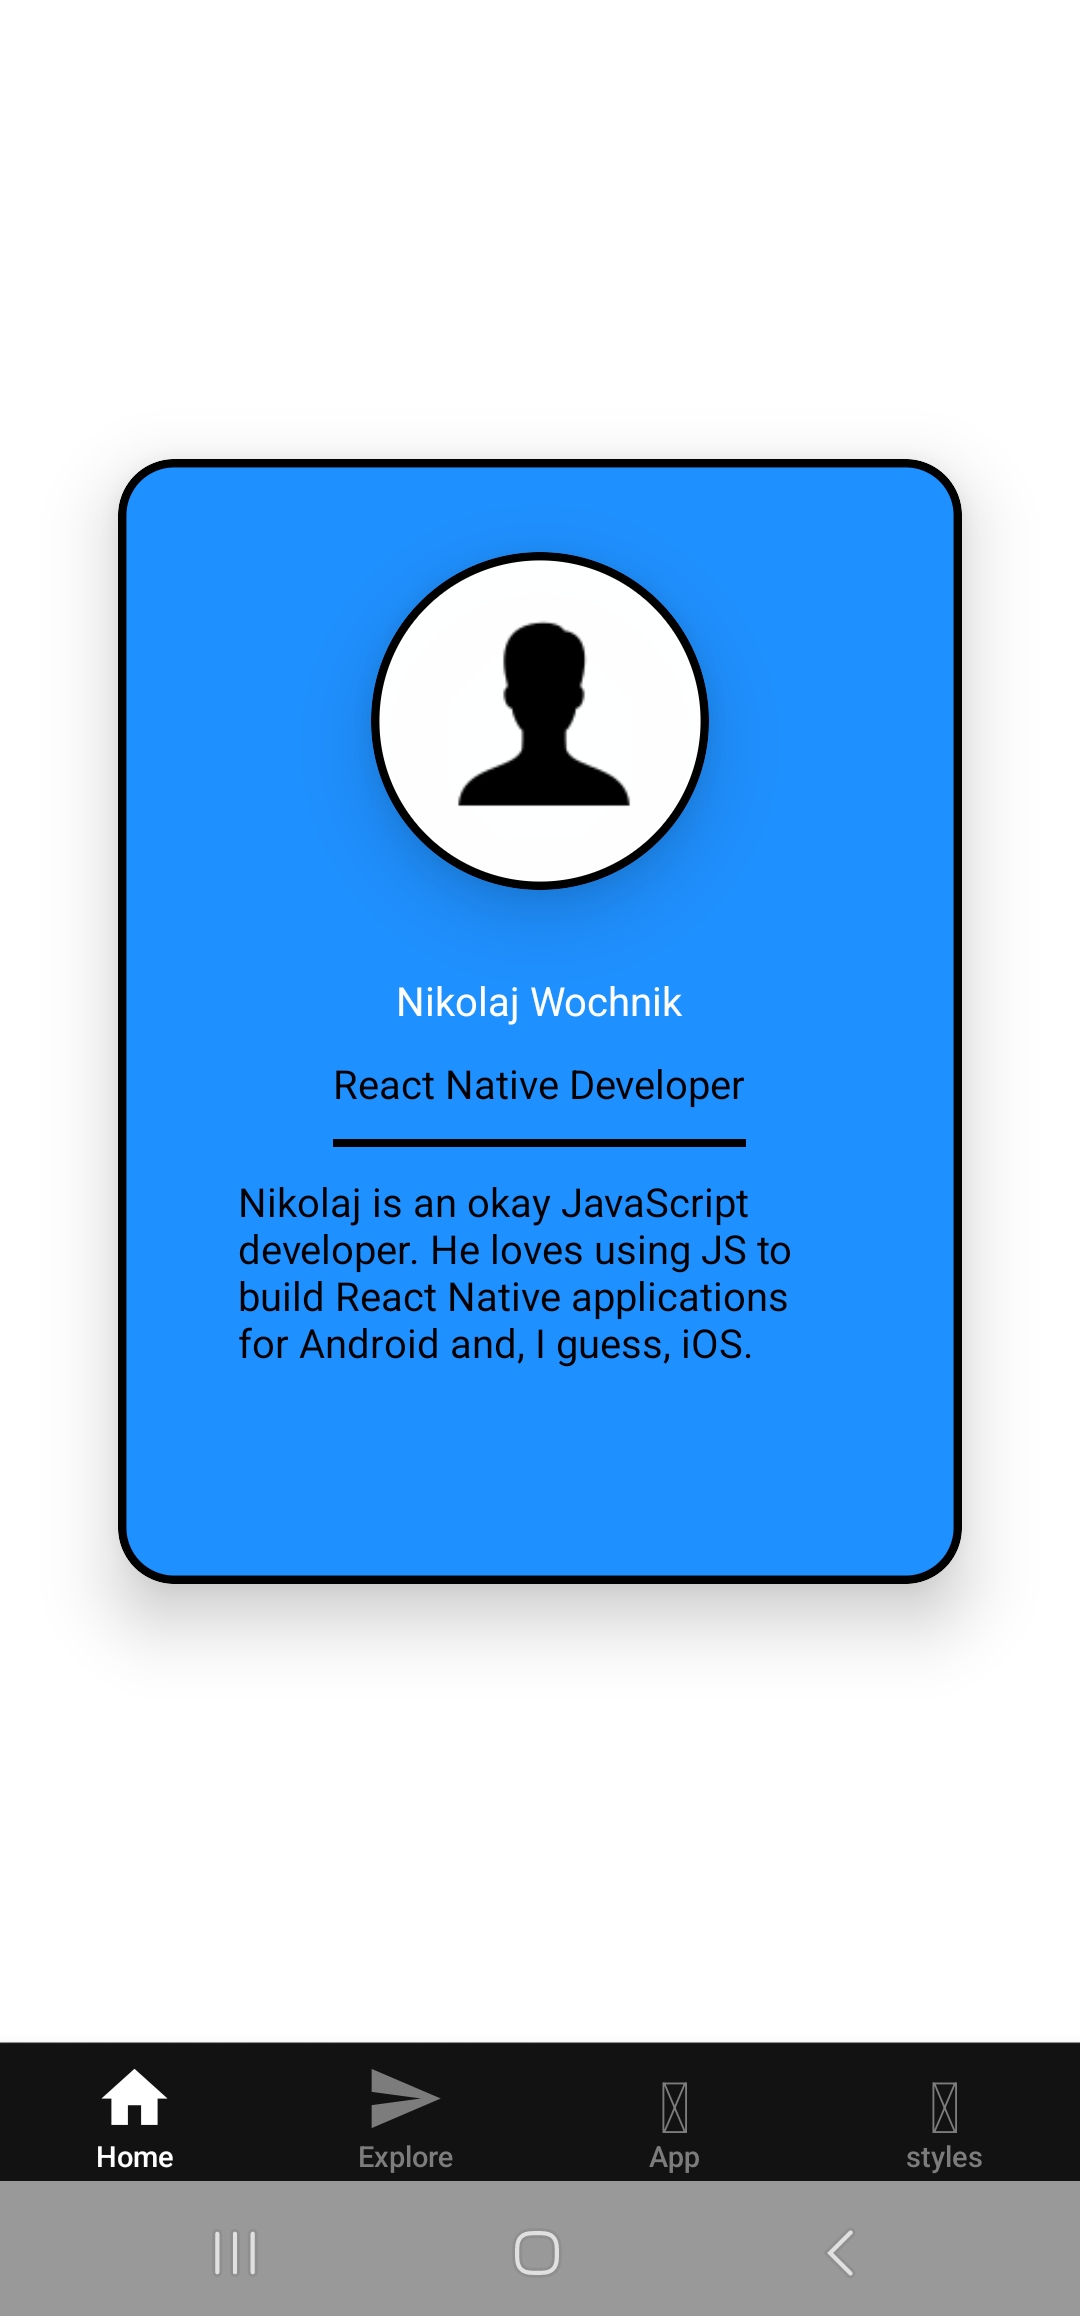 Nikolaj Wochnik
React Native Developer
Nikolaj is an okay JavaScript
developer. He loves using JS to
build React Native applications
for Android and, I guess, iOS.
Home
Explore
App
styles